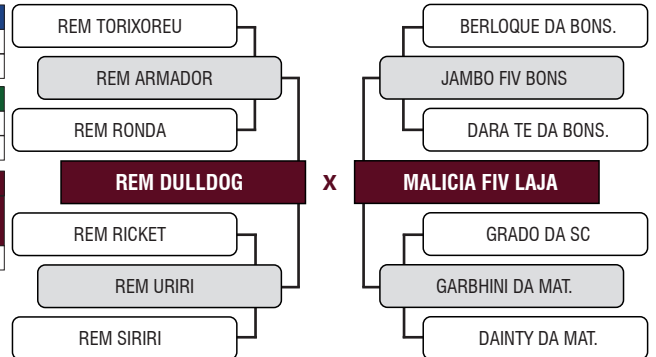 REM TORIXOREU
BERLOQUE DA BONS.
REM ARMADOR
JAMBO FIV BONS
REM RONDA
DARA TE DA BONS.
REM DULLDOG
X
MALICIA FIV LAJA
REM RICKET
GRADO DA SC
REM URIRI
GARBHINI DA MAT.
REM SIRIRI
DAINTY DA MAT.